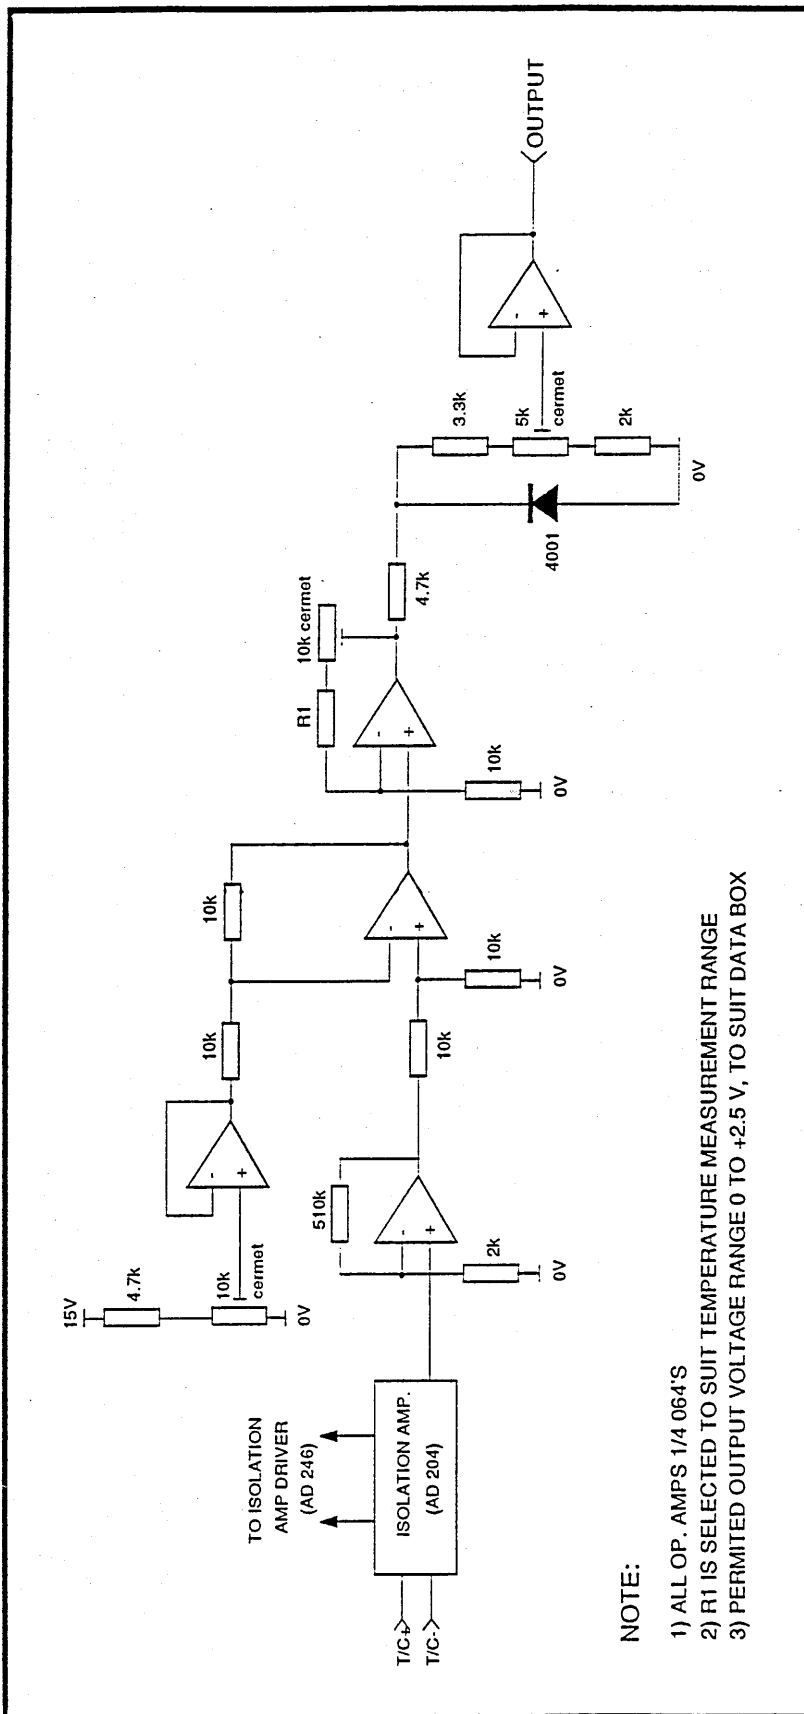 15V
4.7k
10k
cermet
0V
10k
10k
R1
10k cermet
TO ISOLATION
AMP DRIVER
(AD 246)
T/C+
T/C-
ISOLATION AMP.
(AD 204)
510k
2k
0V
10k
10k
0V
10k
0V
4.7k
4001
3.3k
5k
cermet
2k
0V
OUTPUT
-
+
-
+
-
+
-
+
-
+
NOTE:
1) ALL OP. AMPS 1/4 064'S
2) R1 IS SELECTED TO SUIT TEMPERATURE MEASUREMENT RANGE
3) PERMITED OUTPUT VOLTAGE RANGE 0 TO +2.5 V, TO SUIT DATA BOX